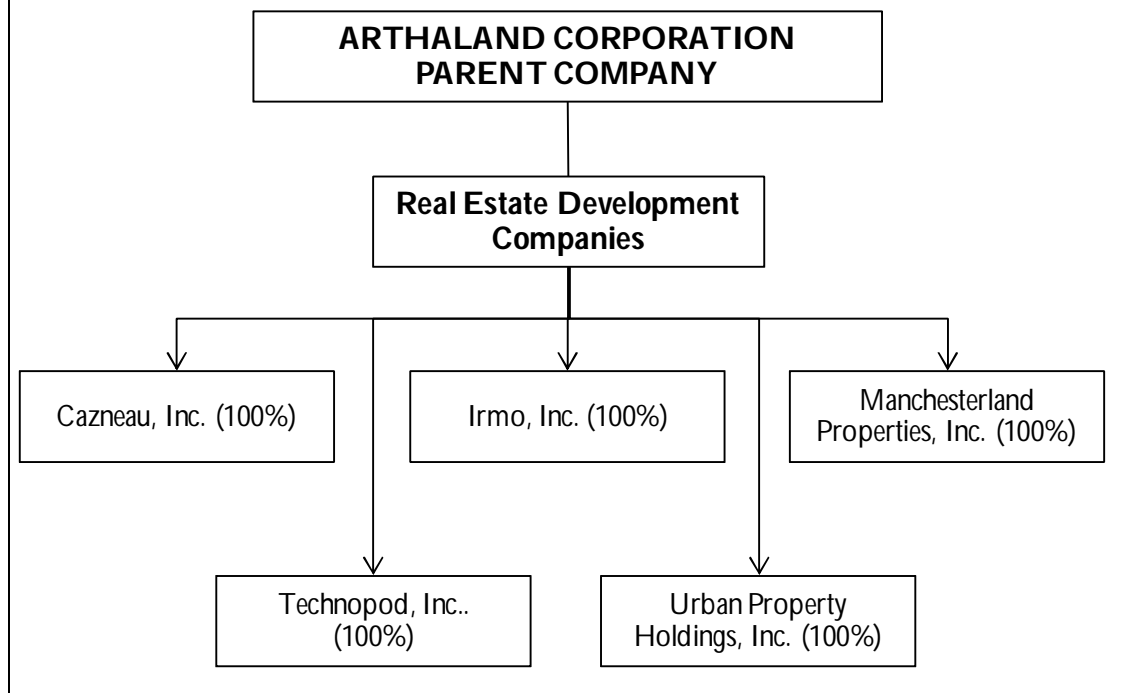 ARTHALAND CORPORATION
PARENT COMPANY
Real Estate Development
Companies
Cazneau, Inc. (100%)
Irmo, Inc. (100%)
Manchesterland
Properties, Inc. (100%)
Technopod, Inc..
(100%)
Urban Property
Holdings, Inc. (100%)